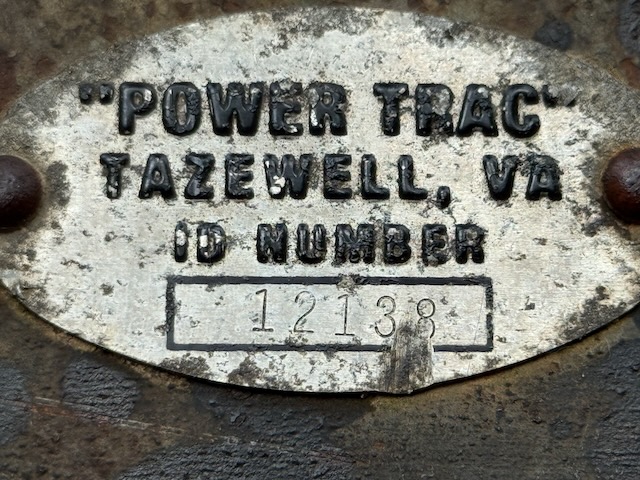 "POWER TRAC"
TAZEWELL, VA
ID NUMBER
12138